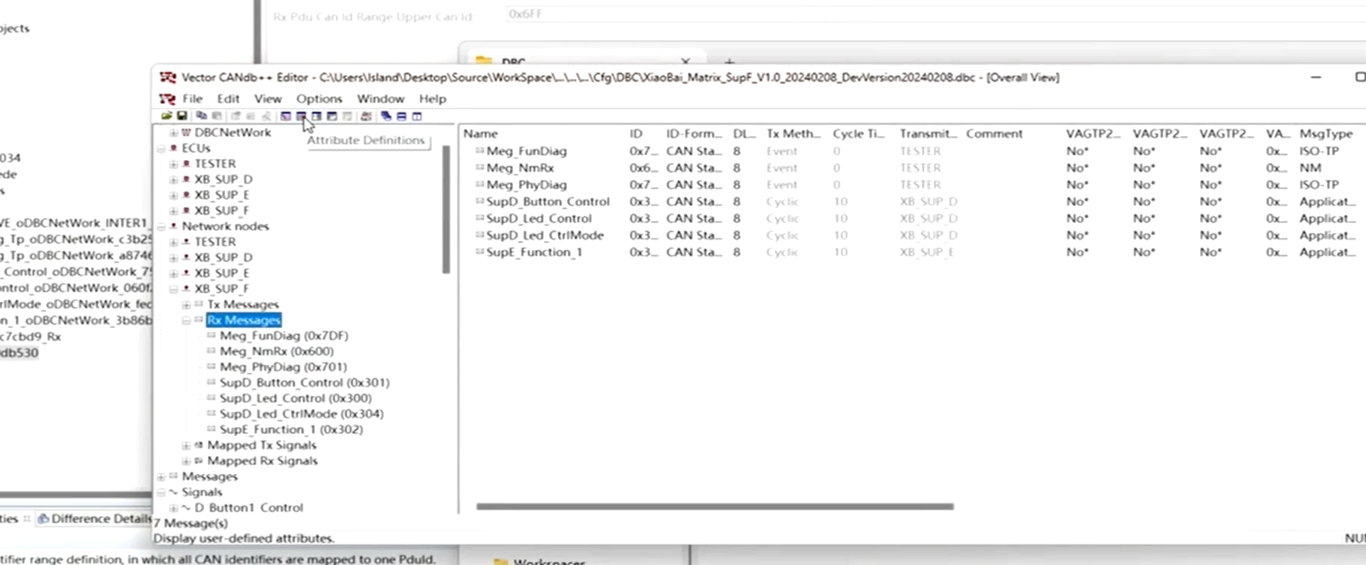 ojects
Rx Pdu Can Id Range Upper Can Id
0x6FF
DBC
Vector CANdb++ Editor - C:\Users\Island\Desktop\Source\WorkSpace\...\...\...\Cfg\DBC\XiaoBai_Matrix_SupF_V1.0_20240208_DevVersion20240208.dbc - [Overall View]
File Edit View Options Window Help
Attribute Definitions
DBCNetWork
ECUs
TESTER
XB_SUP_D
XB_SUP_E
XB_SUP_F
Network nodes
TESTER
XB_SUP_D
XB_SUP_E
XB_SUP_F
Tx Messages
Rx Messages
Meg_FunDiag (0x7DF)
Meg_NmRx (0x600)
Meg_PhyDiag (0x701)
SupD_Button_Control (0x301)
SupD_Led_Control (0x300)
SupD_Led_CtrlMode (0x304)
SupE_Function_1 (0x302)
Mapped Tx Signals
Mapped Rx Signals
Messages
Signals
D_Button1_Control
Name ID ID-Form... DL... Tx Meth... Cycle Ti... Transmit... Comment VAGTP2... VAGTP2... VAGTP2... VA... MsgType
Meg_FunDiag 0x7... CAN Sta... 8 Event 0 TESTER No* No* No* 0x... ISO-TP
Meg_NmRx 0x6... CAN Sta... 8 Event 0 TESTER No* No* No* 0x... NM
Meg_PhyDiag 0x7... CAN Sta... 8 Event 0 TESTER No* No* No* 0x... ISO-TP
SupD_Button_Control 0x3... CAN Sta... 8 Cyclic 10 XB_SUP_D No* No* No* 0x... Applicat...
SupD_Led_Control 0x3... CAN Sta... 8 Cyclic 10 XB_SUP_D No* No* No* 0x... Applicat...
SupD_Led_CtrlMode 0x3... CAN Sta... 8 Cyclic 10 XB_SUP_D No* No* No* 0x... Applicat...
SupE_Function_1 0x3... CAN Sta... 8 Cyclic 10 XB_SUP_E No* No* No* 0x... Applicat...
034
ede
s
VE_oDBCNetWork_INTER1_
g_Tp_oDBCNetWork_c3b25
g_Tp_oDBCNetWork_a8746
_Control_oDBCNetWork_75
ontrol_oDBCNetWork_060f.
rlMode_oDBCNetWork_fec
on_1_oDBCNetWork_3b86b
c7cbd9_Rx
db530
7 Message(s)
Display user-defined attributes.
NUM
ties
Difference Details
tifier range definition, in which all CAN identifiers are mapped to one PduId.
Workspaces